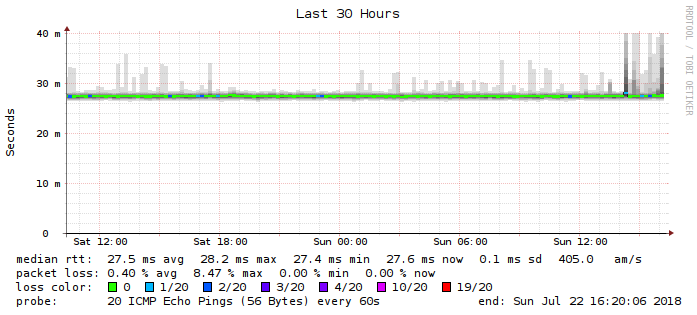 Last 30 Hours
RRDTOOL / TOBI OETIKER
Seconds
40 m
30 m
20 m
10 m
0
Sat 12:00 Sat 18:00 Sun 00:00 Sun 06:00 Sun 12:00
median rtt: 27.5 ms avg 28.2 ms max 27.4 ms min 27.6 ms now 0.1 ms sd 405.0 am/s
packet loss: 0.40 % avg 8.47 % max 0.00 % min 0.00 % now
loss color: 0 1/20 2/20 3/20 4/20 10/20 19/20
probe: 20 ICMP Echo Pings (56 Bytes) every 60s end: Sun Jul 22 16:20:06 2018